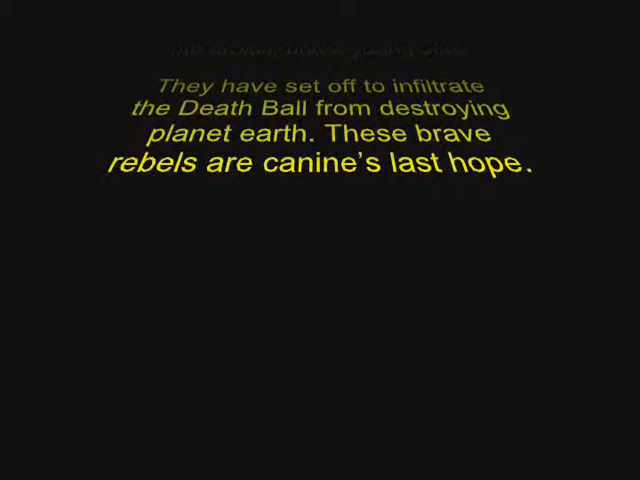 They have set off to infiltrate
the Death Ball from destroying
planet earth. These brave
rebels are canine's last hope.